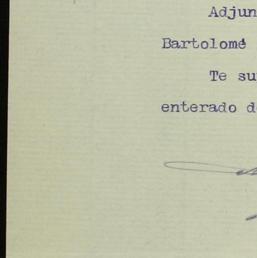 Adjun
Bartolomé
Te su
enterado d